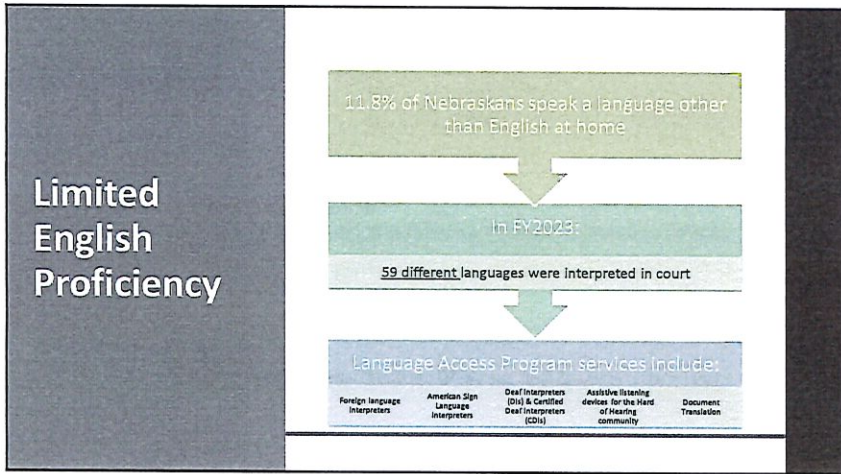 Limited
English
Proficiency
11.8% of Nebraskans speak a language other
than English at home
In FY2023:
59 different languages were interpreted in court
Language Access Program services include:
Foreign language
interpreters
American Sign
Language
Interpreters
Deaf Interpreters
(DIs) & Certified
Deaf Interpreters
(CDIs)
Assistive listening
devices for the Hard
of Hearing
community
Document
Translation